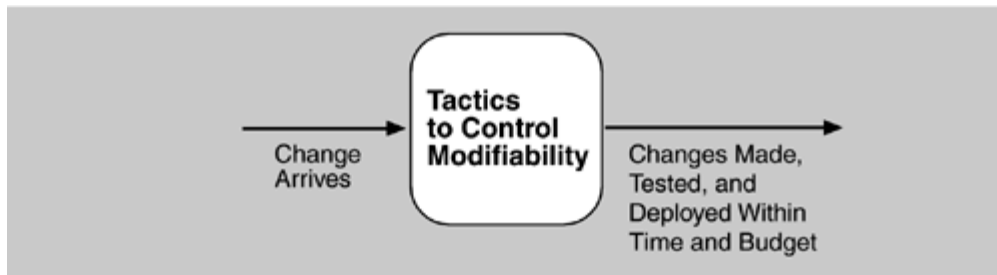 Change
Arrives
Tactics
to Control
Modifiability
Changes Made,
Tested, and
Deployed Within
Time and Budget